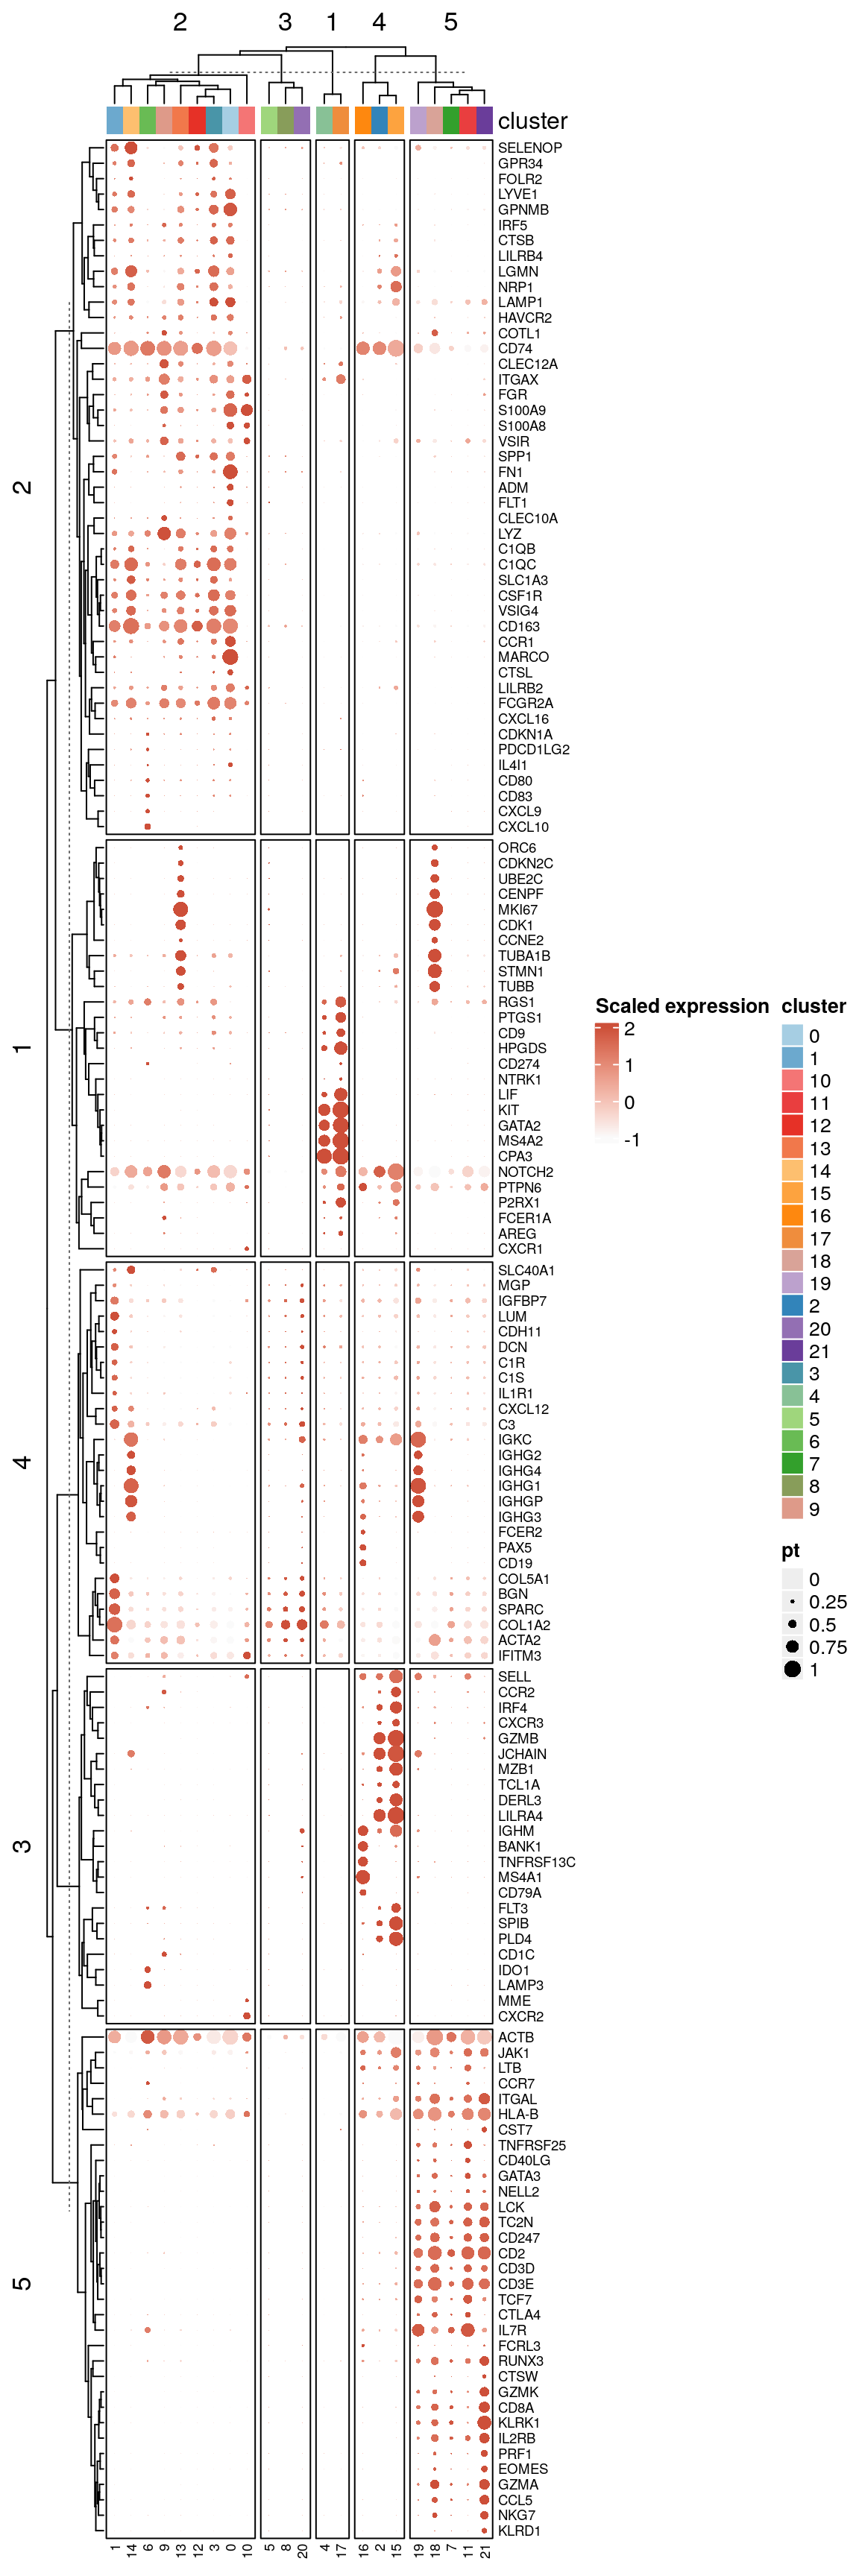 2 3 1 4 5
cluster
2
SELENOP
GPR34
FOLR2
LYVE1
GPNMB
IRF5
CTSB
LILRB4
LGMN
NRP1
LAMP1
HAVCR2
COTL1
CD74
CLEC12A
ITGAX
FGR
S100A9
S100A8
VSIR
SPP1
FN1
ADM
FLT1
CLEC10A
LYZ
C1QB
C1QC
SLC1A3
CSF1R
VSIG4
CD163
CCR1
MARCO
CTSL
LILRB2
FCGR2A
CXCL16
CDKN1A
PDCD1LG2
IL4I1
CD80
CD83
CXCL9
CXCL10
1
ORC6
CDKN2C
UBE2C
CENPF
MKI67
CDK1
CCNE2
TUBA1B
STMN1
TUBB
RGS1
PTGS1
CD9
HPGDS
CD274
NTRK1
LIF
KIT
GATA2
MS4A2
CPA3
NOTCH2
PTPN6
P2RX1
FCER1A
AREG
CXCR1
4
SLC40A1
MGP
IGFBP7
LUM
CDH11
DCN
C1R
C1S
IL1R1
CXCL12
C3
IGKC
IGHG2
IGHG4
IGHG1
IGHGP
IGHG3
FCER2
PAX5
CD19
COL5A1
BGN
SPARC
COL1A2
ACTA2
IFITM3
3
SELL
CCR2
IRF4
CXCR3
GZMB
JCHAIN
MZB1
TCL1A
DERL3
LILRA4
IGHM
BANK1
TNFRSF13C
MS4A1
CD79A
FLT3
SPIB
PLD4
CD1C
IDO1
LAMP3
MME
CXCR2
5
ACTB
JAK1
LTB
CCR7
ITGAL
HLA-B
CST7
TNFRSF25
CD40LG
GATA3
NELL2
LCK
TC2N
CD247
CD2
CD3D
CD3E
TCF7
CTLA4
IL7R
FCRL3
RUNX3
CTSW
GZMK
CD8A
KLRK1
IL2RB
PRF1
EOMES
GZMA
CCL5
NKG7
KLRD1
1 14 6 9 13 12 3 0 10 5 8 20 4 17 16 2 15 19 18 7 11 21
Scaled expression
2
1
0
-1
cluster
0
1
10
11
12
13
14
15
16
17
18
19
2
20
21
3
4
5
6
7
8
9
pt
0
0.25
0.5
0.75
1